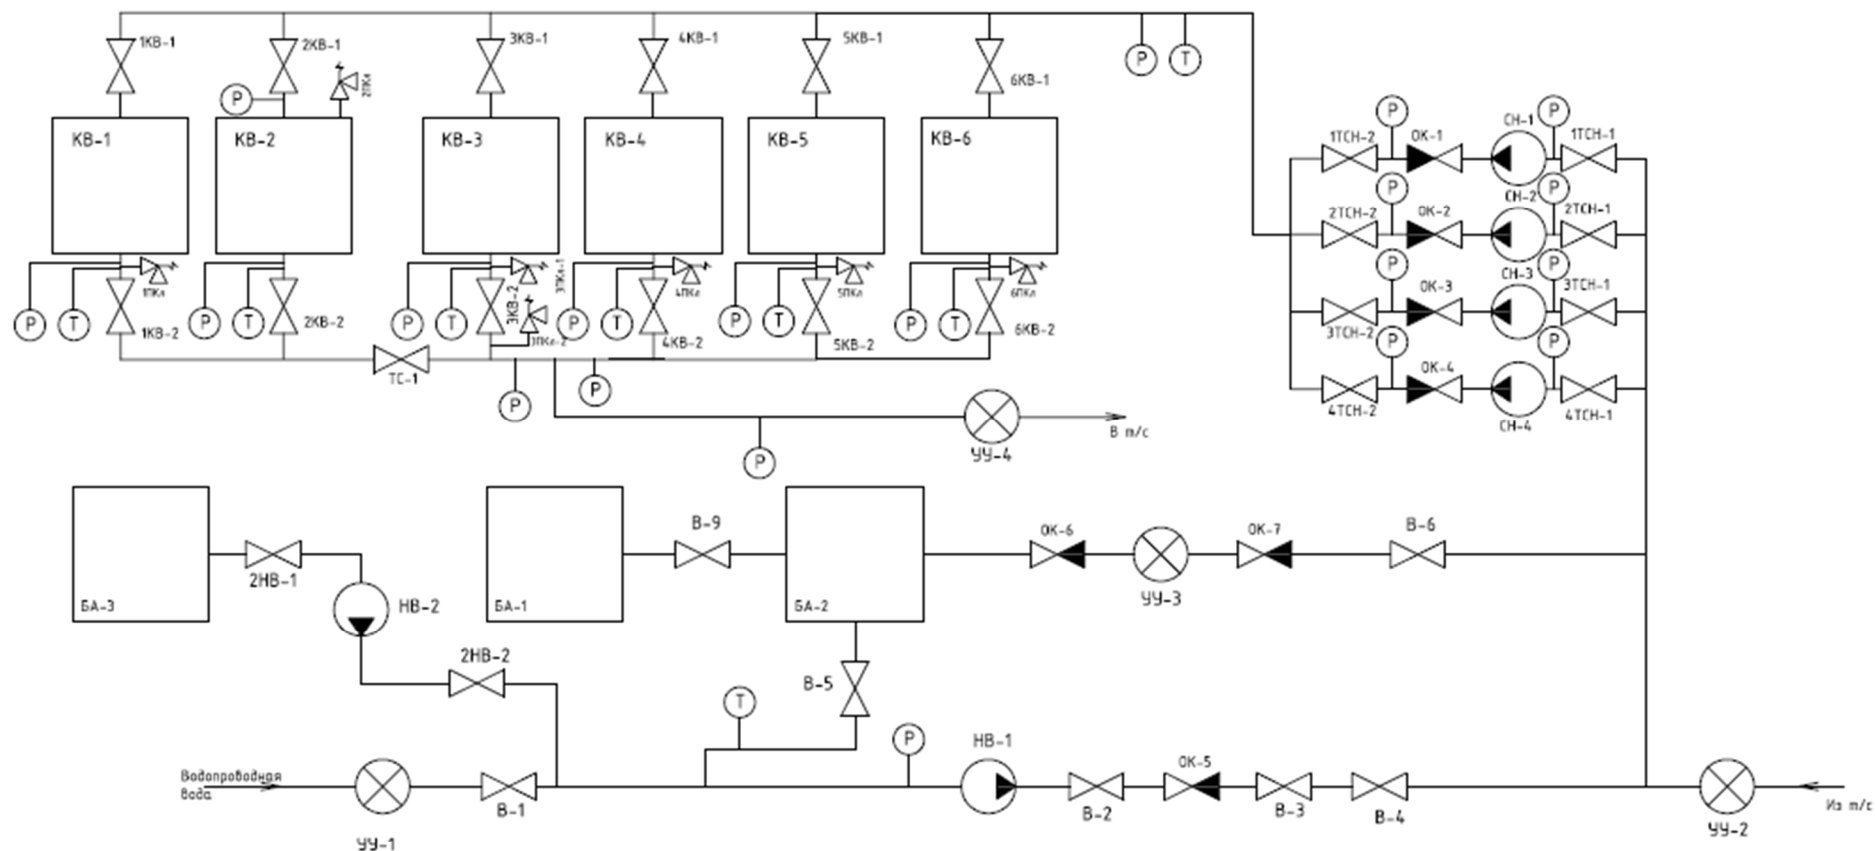 1КВ-1
2КВ-1
3КВ-1
4КВ-1
5КВ-1
6КВ-1
P
T
P
2ПКл
КВ-1
КВ-2
КВ-3
КВ-4
КВ-5
КВ-6
P
СН-1
P
1ТСН-2
ОК-1
1ТСН-1
P
СН-2
P
2ТСН-2
ОК-2
2ТСН-1
P
СН-3
P
3ТСН-2
ОК-3
3ТСН-1
P
P
4ТСН-2
ОК-4
СН-4
4ТСН-1
1ПКл
3ПКл-1
4ПКл
5ПКл
6ПКл
P
T
1КВ-2
P
T
2КВ-2
P
T
3КВ-2
3ПКл-2
P
T
4КВ-2
P
T
5КВ-2
P
T
6КВ-2
ТС-1
P
P
P
УУ-4
В т/с
БА-3
2НВ-1
НВ-2
2НВ-2
БА-1
В-9
БА-2
ОК-6
УУ-3
ОК-7
В-6
В-5
T
P
Водопроводная
вода
УУ-1
В-1
НВ-1
В-2
ОК-5
В-3
В-4
УУ-2
Из т/с